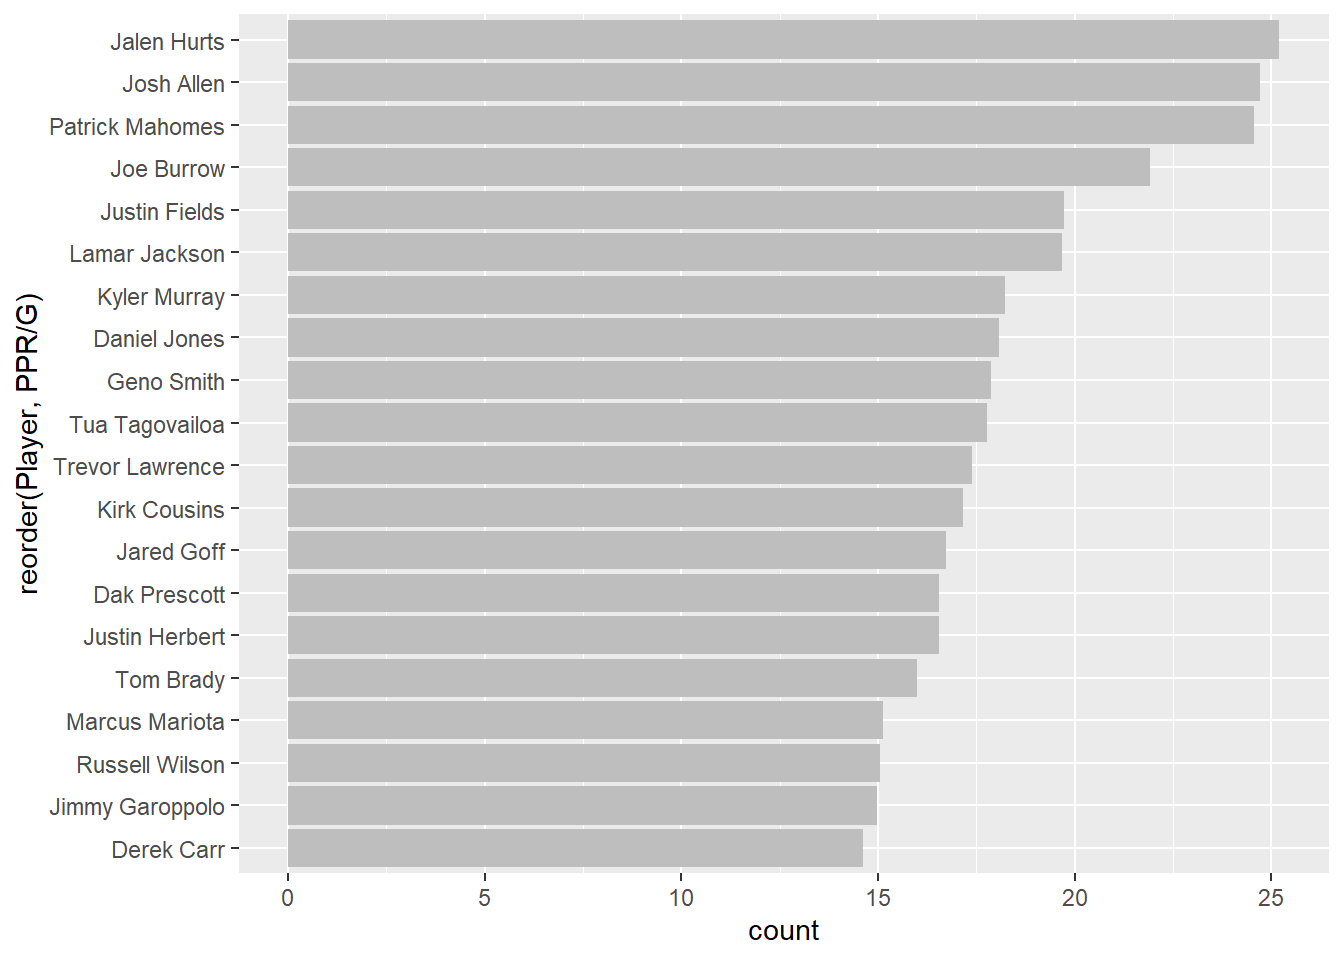 reorder(Player, PPR/G)
Jalen Hurts
Josh Allen
Patrick Mahomes
Joe Burrow
Justin Fields
Lamar Jackson
Kyler Murray
Daniel Jones
Geno Smith
Tua Tagovailoa
Trevor Lawrence
Kirk Cousins
Jared Goff
Dak Prescott
Justin Herbert
Tom Brady
Marcus Mariota
Russell Wilson
Jimmy Garoppolo
Derek Carr
0 5 10 15 20 25
count